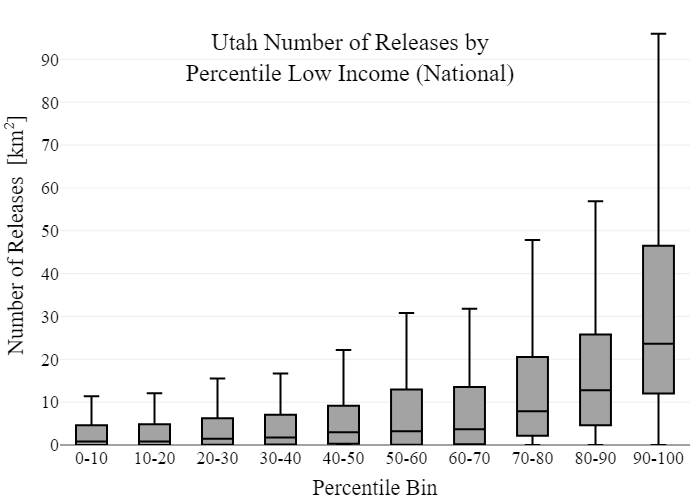 Utah Number of Releases by
Percentile Low Income (National)
Number of Releases [km²]
90
80
70
60
50
40
30
20
10
0
0-10 10-20 20-30 30-40 40-50 50-60 60-70 70-80 80-90 90-100
Percentile Bin